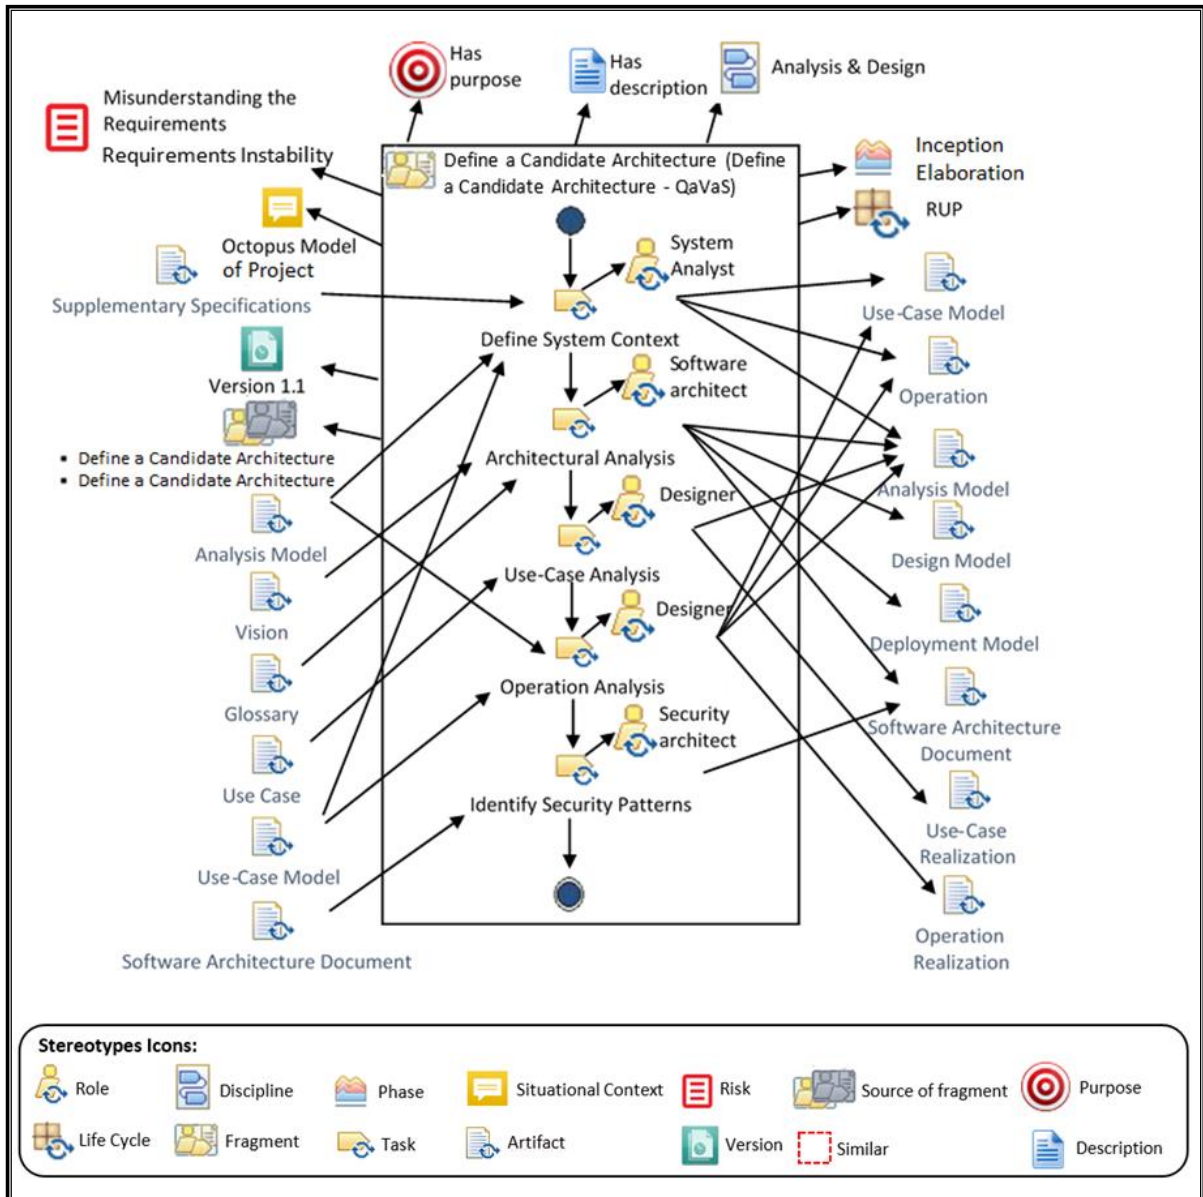 Has
purpose
Has
description
Analysis & Design
Misunderstanding the
Requirements
Requirements Instability
Define a Candidate Architecture (Define
a Candidate Architecture - QaVaS)
Inception
Elaboration
RUP
Octopus Model
of Project
Supplementary Specifications
Version 1.1
▪ Define a Candidate Architecture
▪ Define a Candidate Architecture
Analysis Model
Vision
Glossary
Use Case
Use-Case Model
Software Architecture Document
System
Analyst
Define System Context
Software
architect
Architectural Analysis
Designer
Use-Case Analysis
Designer
Operation Analysis
Security
architect
Identify Security Patterns
Use-Case Model
Operation
Analysis Model
Design Model
Deployment Model
Software Architecture
Document
Use-Case
Realization
Operation
Realization
Stereotypes Icons:
Role
Discipline
Phase
Situational Context
Risk
Source of fragment
Purpose
Life Cycle
Fragment
Task
Artifact
Version
Similar
Description